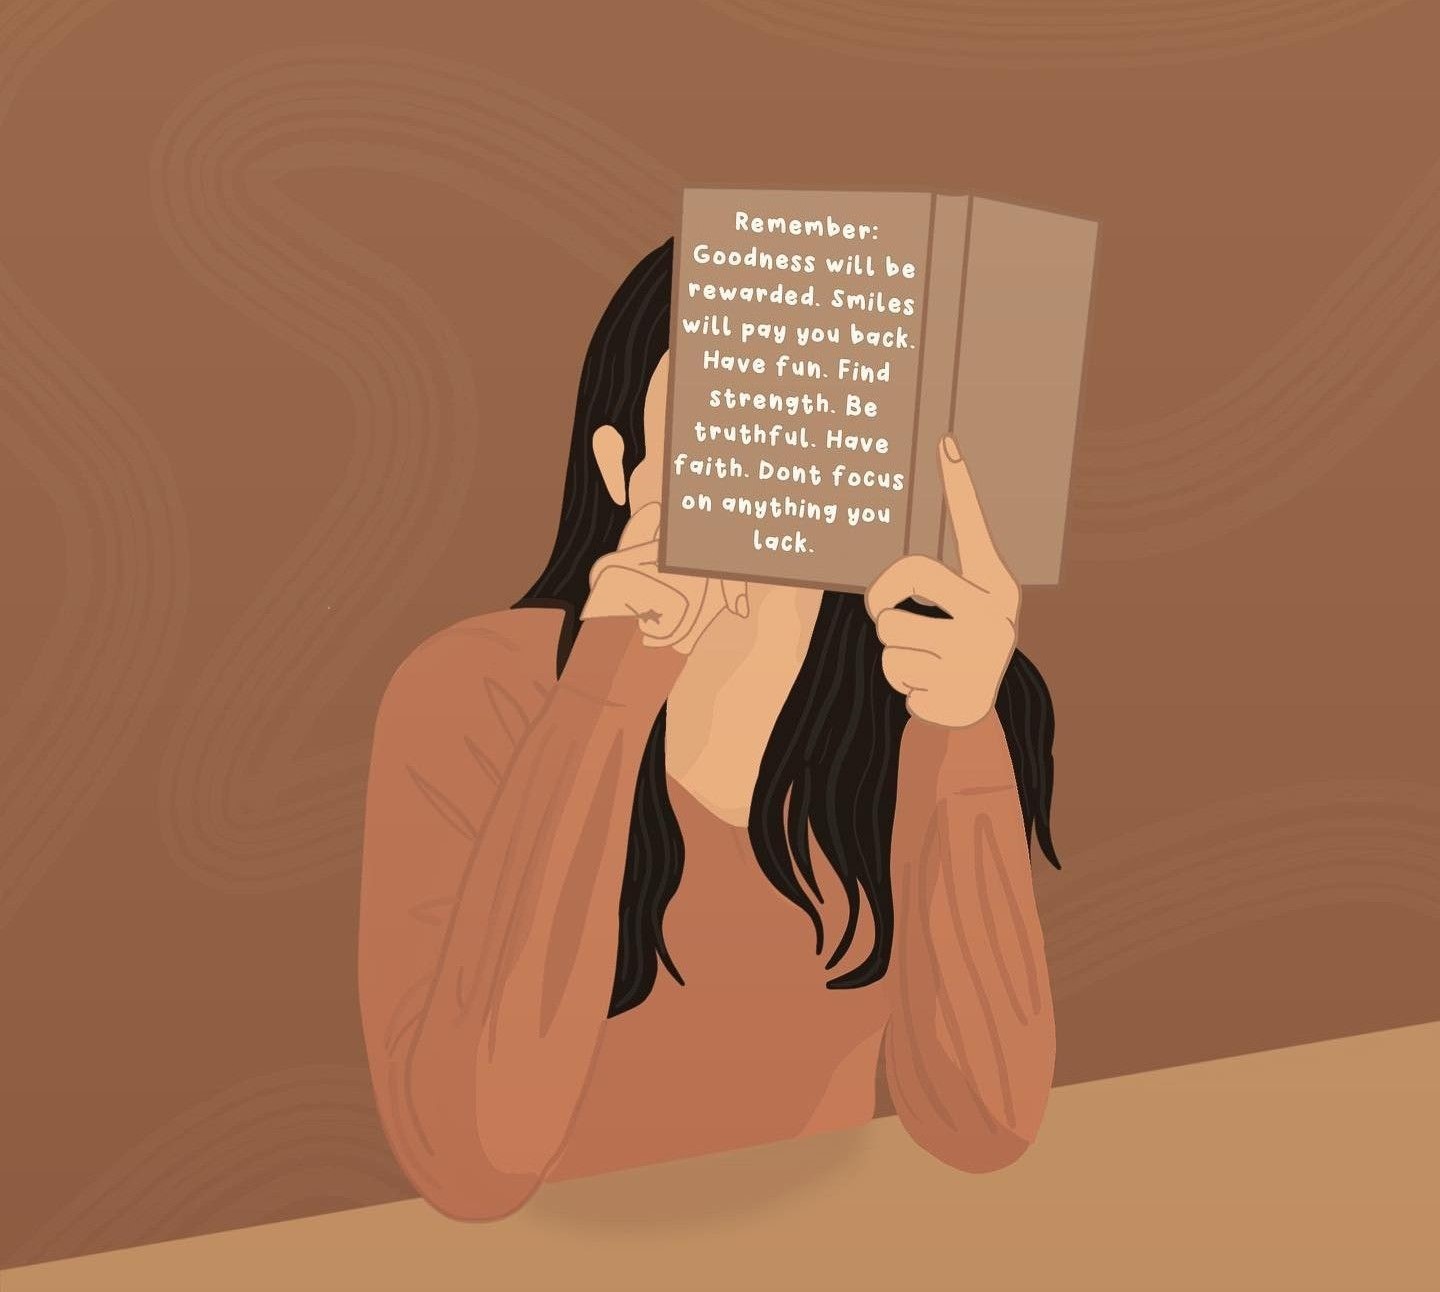 Remember:
Goodness will be
rewarded. Smiles
will pay you back.
Have fun. Find
strength. Be
truthful. Have
faith. Dont focus
on anything you
lack.